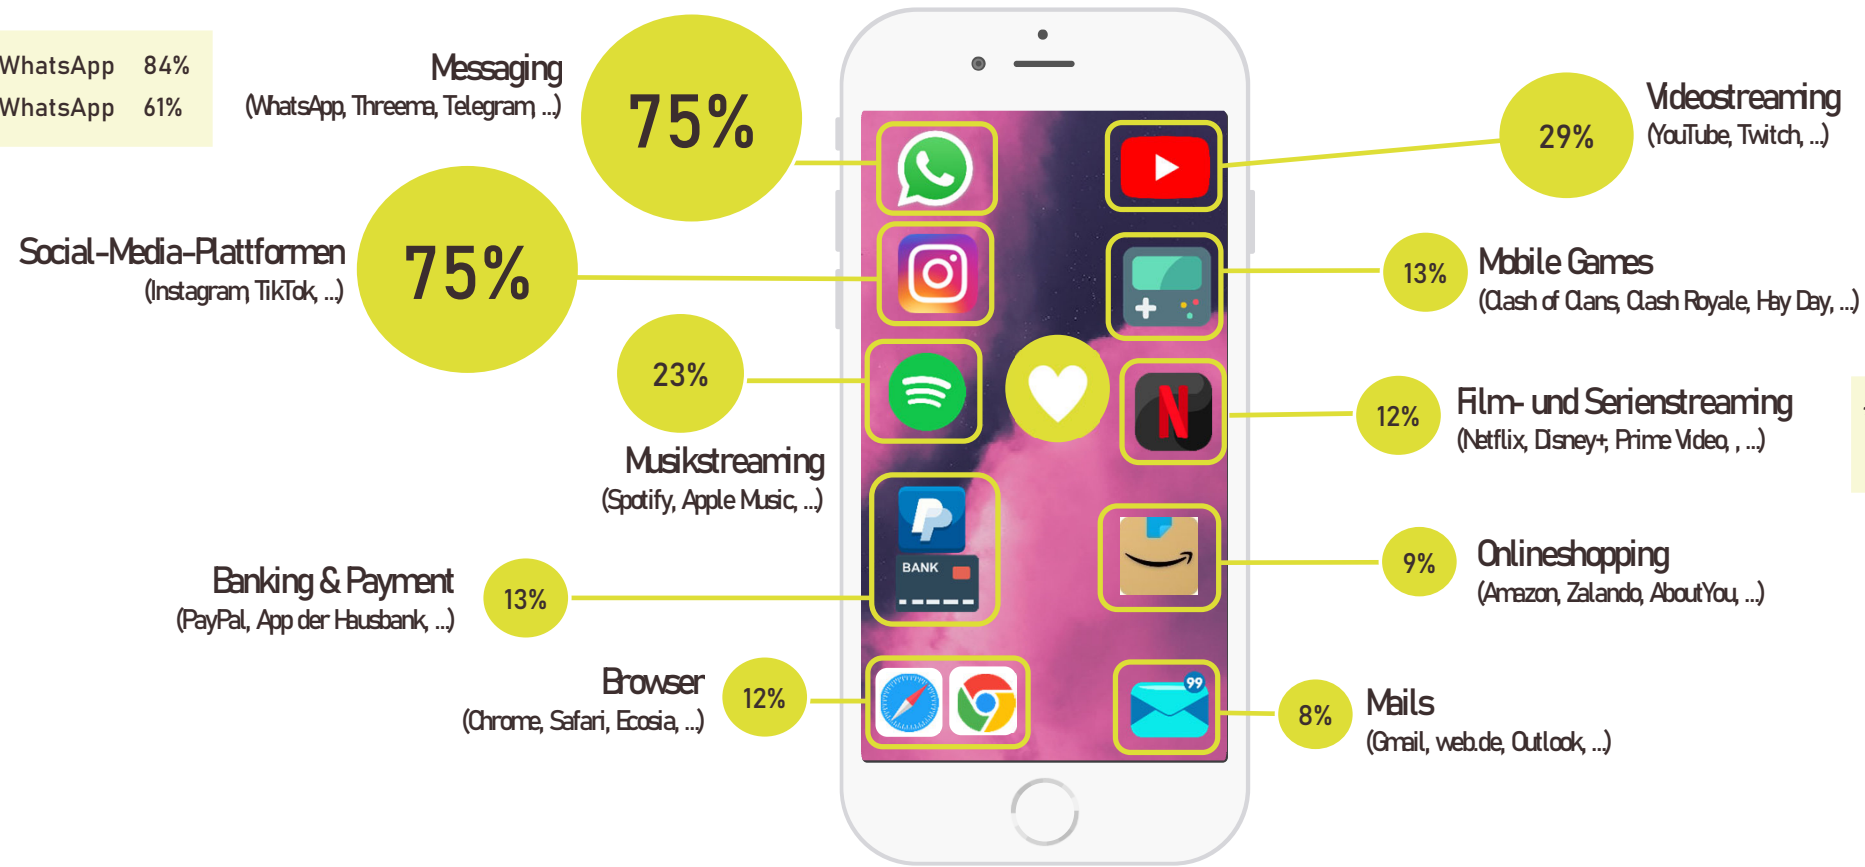 WhatsApp 84%
WhatsApp 61%
Messaging
(WhatsApp, Threema, Telegram, ...)
75%
Social-Media-Plattformen
(Instagram, TikTok, ...)
75%
23%
Musikstreaming
(Spotify, Apple Music, ...)
Banking & Payment
(PayPal, App der Hausbank, ...)
13%
Browser
(Chrome, Safari, Ecosia, ...)
12%
BANK
99
29%
Videostreaming
(YouTube, Twitch, ...)
13%
Mobile Games
(Clash of Clans, Clash Royale, Hay Day, ...)
12%
Film- und Serienstreaming
(Netflix, Disney+, Prime Video, , ...)
9%
Onlineshopping
(Amazon, Zalando, AboutYou, ...)
8%
Mails
(Gmail, web.de, Outlook, ...)